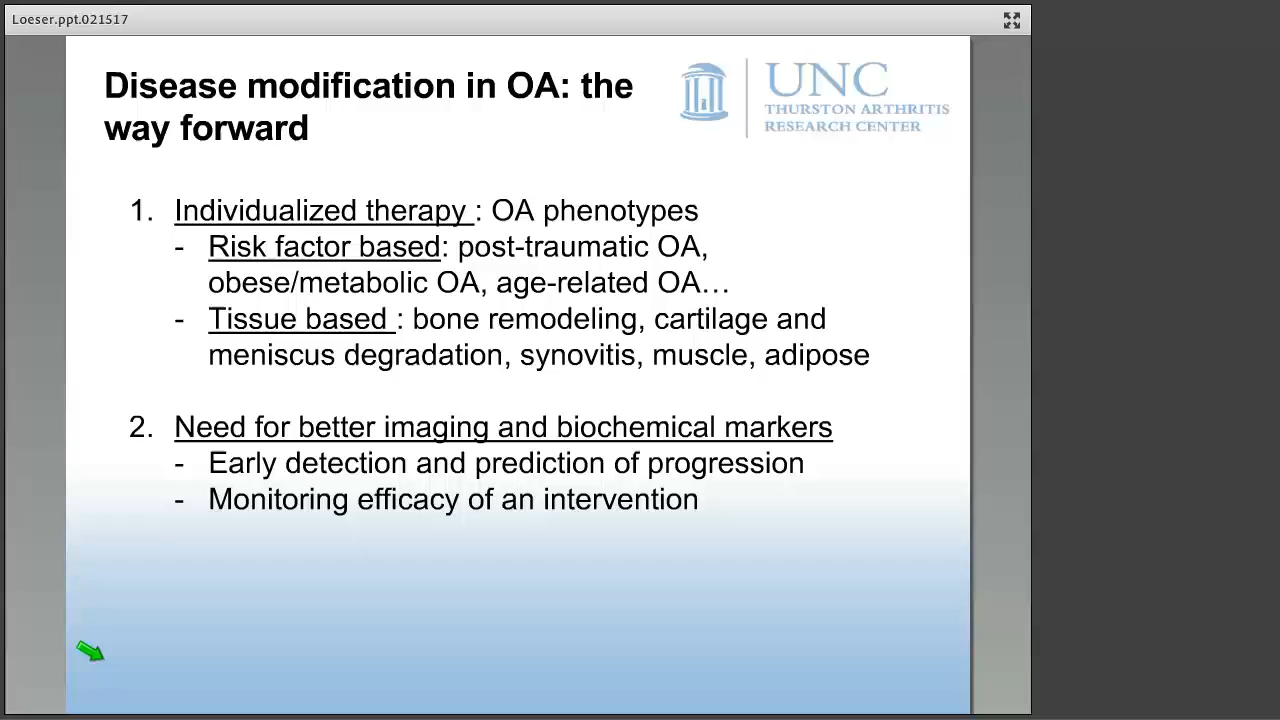 Loeser.ppt.021517
Disease modification in OA: the
way forward
UNC
THURSTON ARTHRITIS
RESEARCH CENTER
1. Individualized therapy : OA phenotypes
- Risk factor based: post-traumatic OA,
obese/metabolic OA, age-related OA…
- Tissue based : bone remodeling, cartilage and
meniscus degradation, synovitis, muscle, adipose
2. Need for better imaging and biochemical markers
- Early detection and prediction of progression
- Monitoring efficacy of an intervention